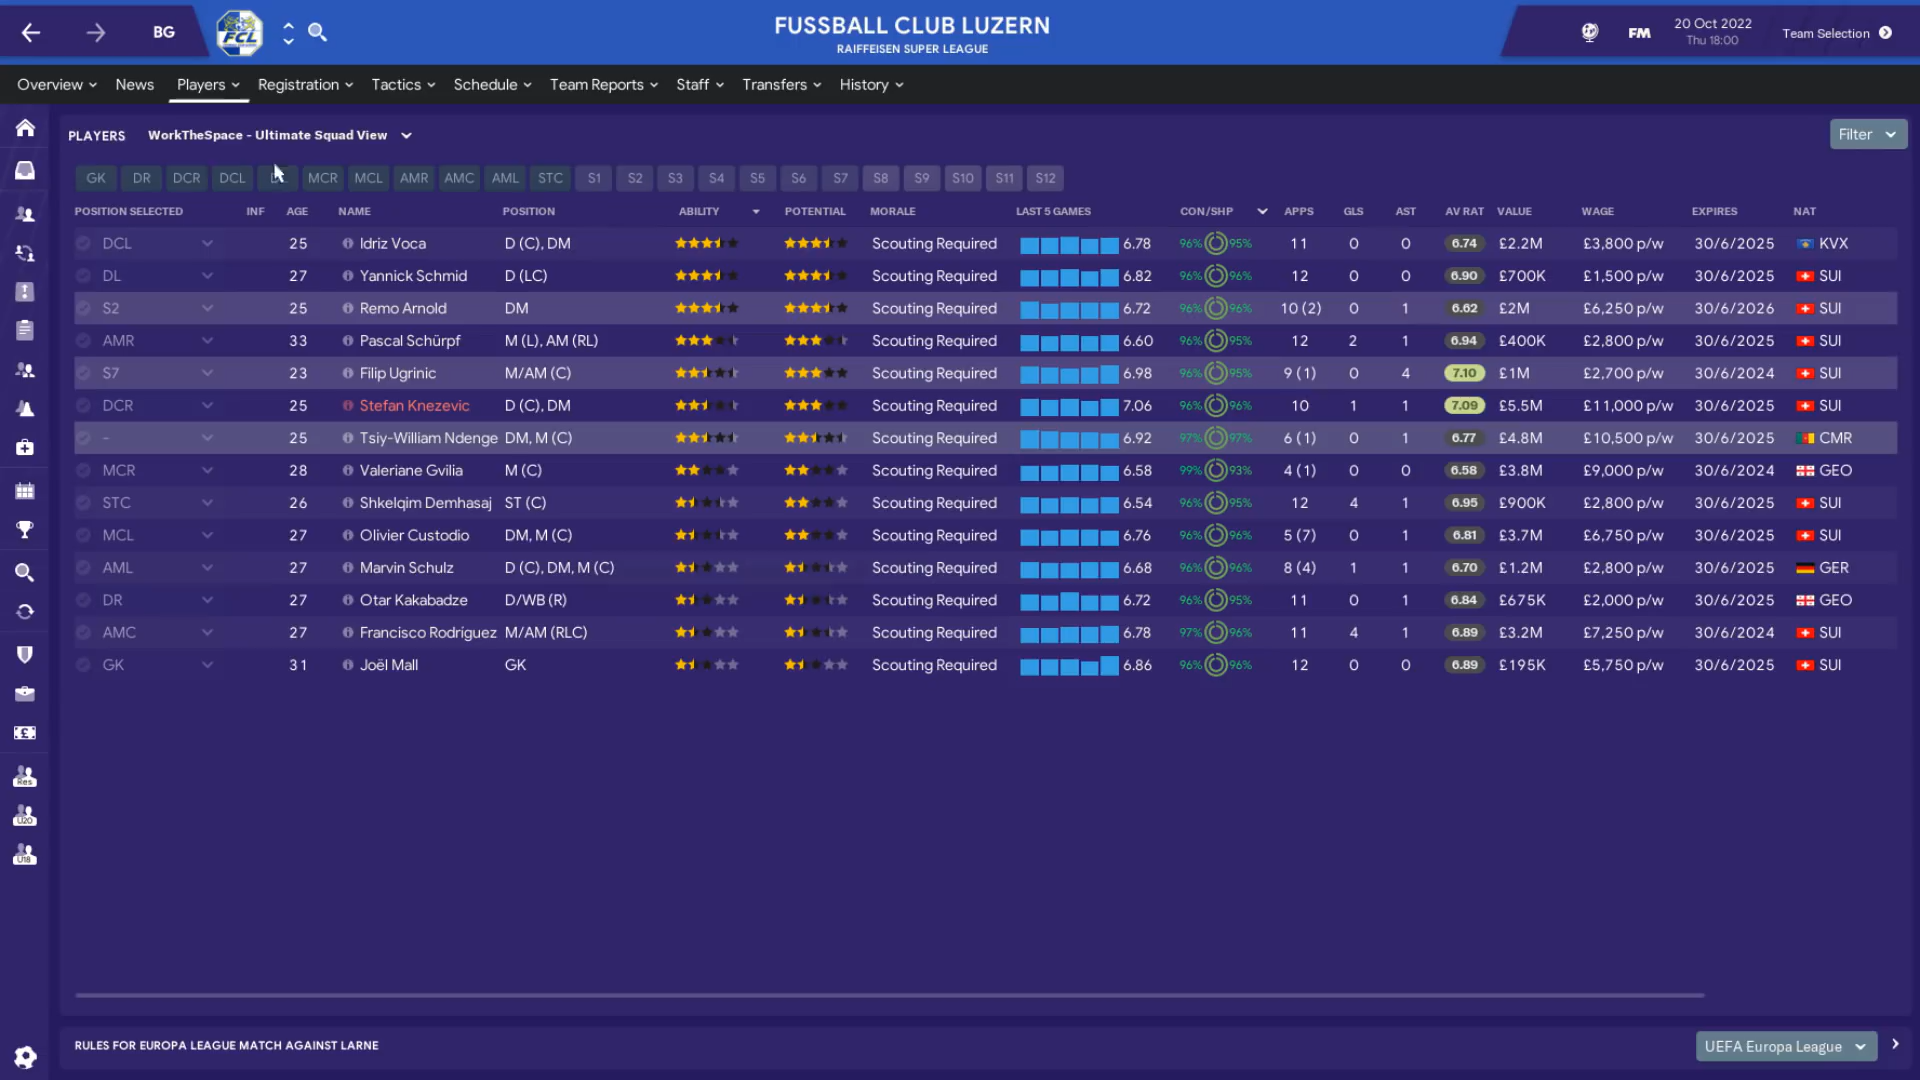 BG
FCL
FUSSBALL CLUB LUZERN
RAIFFEISEN SUPER LEAGUE
FM
20 Oct 2022
Thu 18:00
Team Selection
Overview News Players Registration Tactics Schedule Team Reports Staff Transfers History
PLAYERS WorkTheSpace - Ultimate Squad View Filter
GK DR DCR DCL MCR MCL AMR AMC AML STC S1 S2 S3 S4 S5 S6 S7 S8 S9 S10 S11 S12
POSITION SELECTED INF AGE NAME POSITION ABILITY POTENTIAL MORALE LAST 5 GAMES CON/SHP APPS GLS AST AV RAT VALUE WAGE EXPIRES NAT
DCL 25 Idriz Voca D (C), DM Scouting Required 6.78 96% 95% 11 0 0 6.74 £2.2M £3,800 p/w 30/6/2025 KVX
DL 27 Yannick Schmid D (LC) Scouting Required 6.82 96% 96% 12 0 0 6.90 £700K £1,500 p/w 30/6/2025 SUI
S2 25 Remo Arnold DM Scouting Required 6.72 96% 96% 10 (2) 0 1 6.62 £2M £6,250 p/w 30/6/2026 SUI
AMR 33 Pascal Schürpf M (L), AM (RL) Scouting Required 6.60 96% 95% 12 2 1 6.94 £400K £2,800 p/w 30/6/2025 SUI
S7 23 Filip Ugrinic M/AM (C) Scouting Required 6.98 96% 95% 9 (1) 0 4 7.10 £1M £2,700 p/w 30/6/2024 SUI
DCR 25 Stefan Knezevic D (C), DM Scouting Required 7.06 96% 96% 10 1 1 7.09 £5.5M £11,000 p/w 30/6/2025 SUI
- 25 Tsiy-William Ndenge DM, M (C) Scouting Required 6.92 97% 97% 6 (1) 0 1 6.77 £4.8M £10,500 p/w 30/6/2025 CMR
MCR 28 Valeriane Gvilia M (C) Scouting Required 6.58 99% 93% 4 (1) 0 0 6.58 £3.8M £9,000 p/w 30/6/2024 GEO
STC 26 Shkelqim Demhasaj ST (C) Scouting Required 6.54 96% 96% 12 4 1 6.95 £900K £2,800 p/w 30/6/2025 SUI
MCL 27 Olivier Custodio DM, M (C) Scouting Required 6.76 96% 96% 5 (7) 0 1 6.81 £3.7M £6,750 p/w 30/6/2025 SUI
AML 27 Marvin Schulz D (C), DM, M (C) Scouting Required 6.68 96% 96% 8 (4) 1 1 6.70 £1.2M £2,800 p/w 30/6/2025 GER
DR 27 Otar Kakabadze D/WB (R) Scouting Required 6.72 96% 95% 11 0 1 6.84 £675K £2,000 p/w 30/6/2025 GEO
AMC 27 Francisco Rodríguez M/AM (RLC) Scouting Required 6.78 97% 96% 11 4 1 6.89 £3.2M £7,250 p/w 30/6/2024 SUI
GK 31 Joël Mall GK Scouting Required 6.86 96% 96% 12 0 0 6.89 £195K £5,750 p/w 30/6/2025 SUI
Res
U20
U18
RULES FOR EUROPA LEAGUE MATCH AGAINST LARNE UEFA Europa League